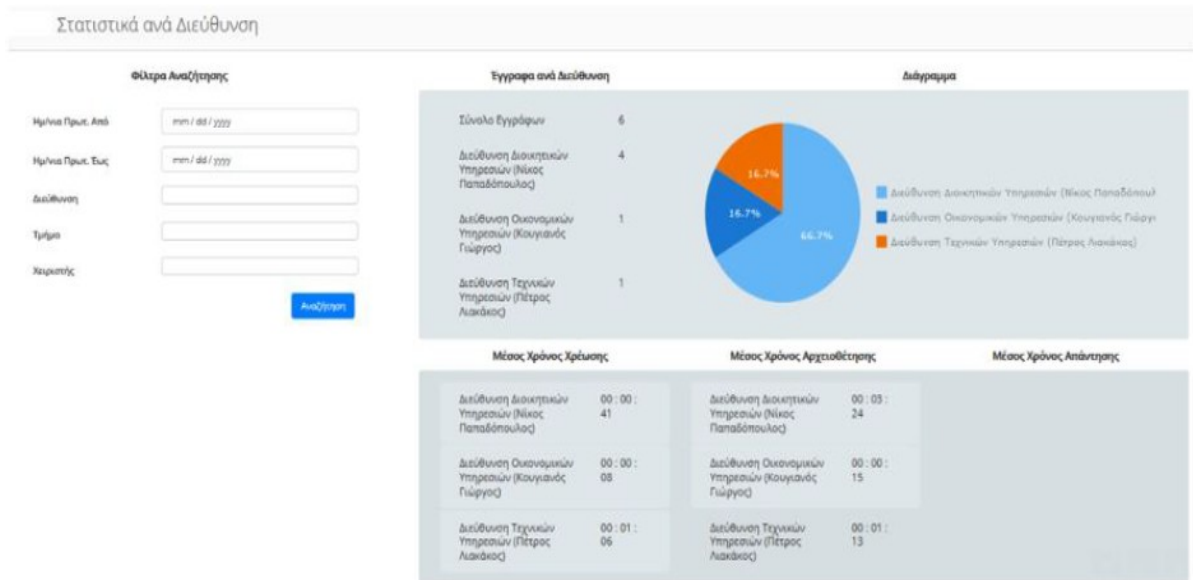 Στατιστικά ανά Διεύθυνση
Φίλτρα Αναζήτησης
Ημ/νια Πρωτ. Από
mm / dd / yyyy
Ημ/νια Πρωτ. Έως
mm / dd / yyyy
Διεύθυνση
Τμήμα
Χειριστής
Αναζήτηση
Έγγραφα ανά Διεύθυνση
Σύνολο Εγγράφων 6
Διεύθυνση Διοικητικών 4
Υπηρεσιών (Νίκος
Παπαδόπουλος)
Διεύθυνση Οικονομικών 1
Υπηρεσιών (Κουγιανός
Γιώργος)
Διεύθυνση Τεχνικών 1
Υπηρεσιών (Πέτρος
Λιακάκος)
Διάγραμμα
16.7%
16.7%
66.7%
Διεύθυνση Διοικητικών Υπηρεσιών (Νίκος Παπαδόπουλ
Διεύθυνση Οικονομικών Υπηρεσιών (Κουγιανός Γιώργι
Διεύθυνση Τεχνικών Υπηρεσιών (Πέτρος Λιακάκος)
Μέσος Χρόνος Χρέωσης
Διεύθυνση Διοικητικών 00 : 00 :
Υπηρεσιών (Νίκος 41
Παπαδόπουλος)
Διεύθυνση Οικονομικών 00 : 00 :
Υπηρεσιών (Κουγιανός 08
Γιώργος)
Διεύθυνση Τεχνικών 00 : 01 :
Υπηρεσιών (Πέτρος 06
Λιακάκος)
Μέσος Χρόνος Αρχειοθέτησης
Διεύθυνση Διοικητικών 00 : 03 :
Υπηρεσιών (Νίκος 24
Παπαδόπουλος)
Διεύθυνση Οικονομικών 00 : 00 :
Υπηρεσιών (Κουγιανός 15
Γιώργος)
Διεύθυνση Τεχνικών 00 : 01 :
Υπηρεσιών (Πέτρος 13
Λιακάκος)
Μέσος Χρόνος Απάντησης